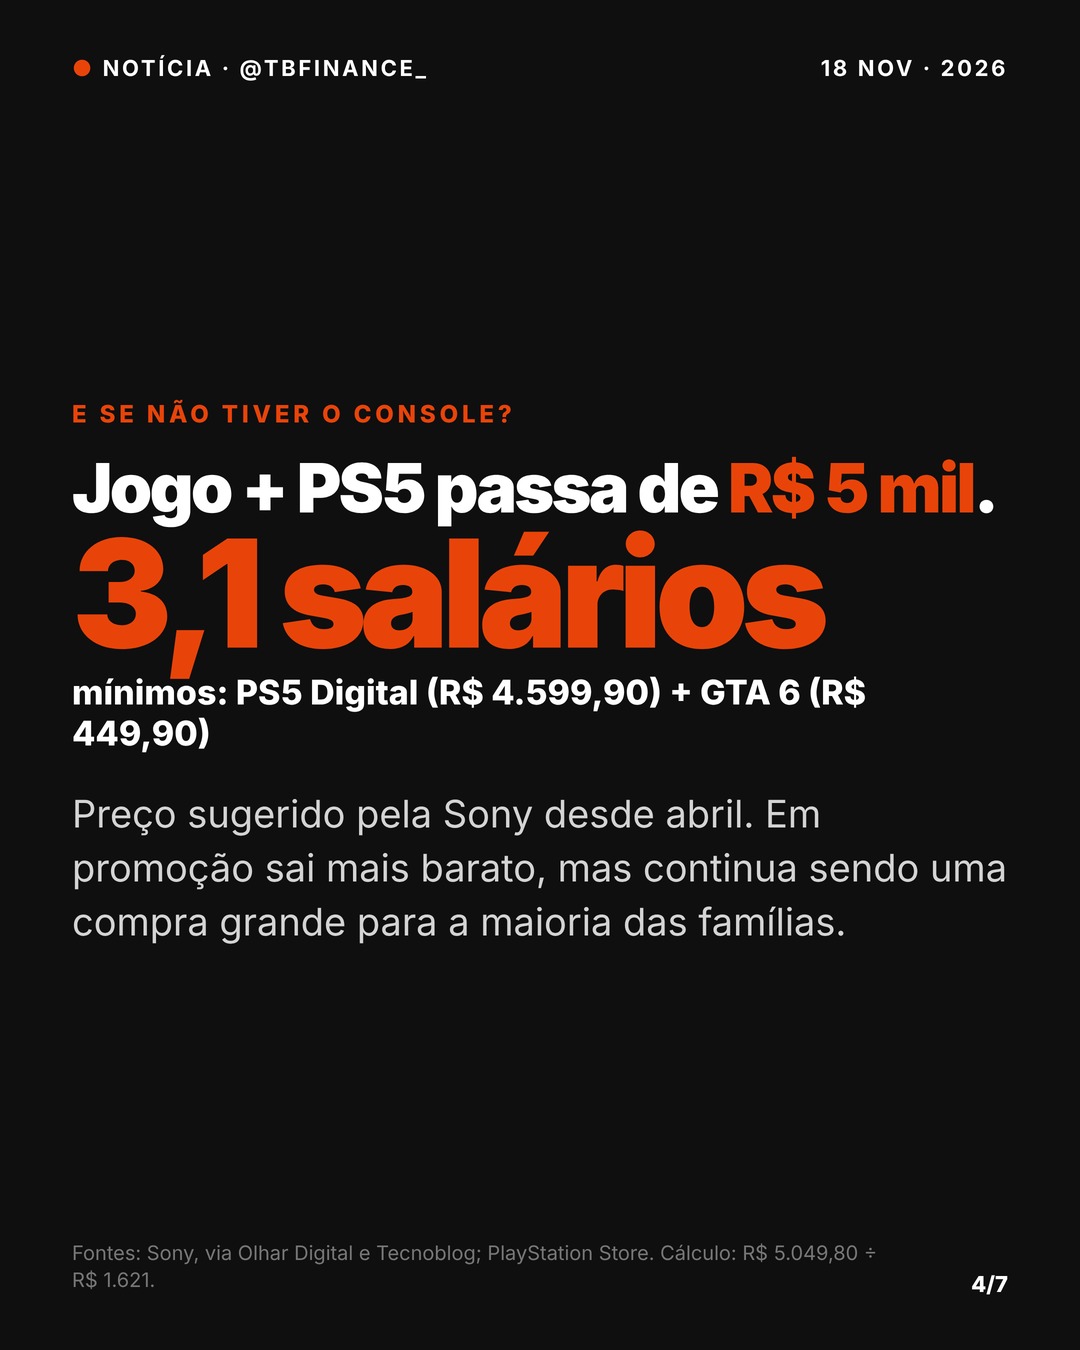 NOTÍCIA · @TBFINANCE_
18 NOV · 2026
E SE NÃO TIVER O CONSOLE?
Jogo + PS5 passa de R$ 5 mil.
3,1 salários
mínimos: PS5 Digital (R$ 4.599,90) + GTA 6 (R$
449,90)
Preço sugerido pela Sony desde abril. Em
promoção sai mais barato, mas continua sendo uma
compra grande para a maioria das famílias.
Fontes: Sony, via Olhar Digital e Tecnoblog; PlayStation Store. Cálculo: R$ 5.049,80 ÷
R$ 1.621.
4/7